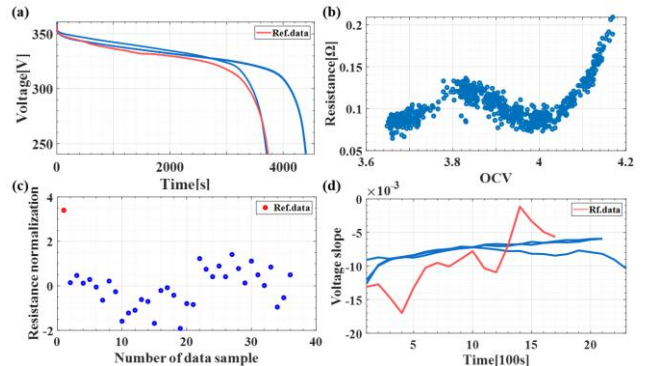 (a)
350
300
250
Voltage[V]
Ref.data
0
2000
4000
Time[s]
(b)
0.2
0.15
0.1
0.05
Resistance[Ω]
3.6
3.8
4
4.2
OCV
(c)
4
2
0
-2
Resistance normalization
Ref.data
0
10
20
30
40
Number of data sample
(d)
×10⁻³
0
-5
-10
-15
-20
Voltage slope
Rf.data
5
10
15
20
Time[100s]